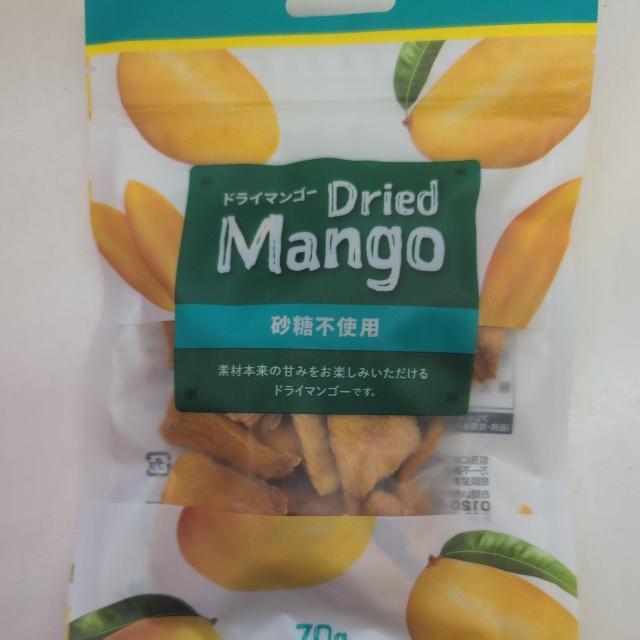 ドライマンゴー Dried
Mango
砂糖不使用
素材本来の甘みをお楽しみいただける
ドライマンゴーです。
70g